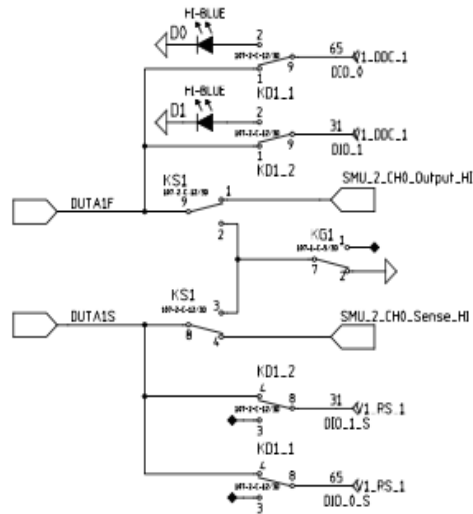 HI-BLUE
D0
2
65
V1_DDC_1
1
9
DIO_0
KD1_1
HI-BLUE
D1
2
31
V1_DDC_1
1
9
DIO_1
KD1_2
KS1
SMU_2_CH0_Output_HI
9
1
DUTA1F
2
KG1
1
7
2
KS1
3
SMU_2_CH0_Sense_HI
DUTA1S
8
4
KD1_2
4
8
31
V1_RS_1
3
DIO_1_S
KD1_1
4
8
65
V1_RS_1
3
DIO_0_S